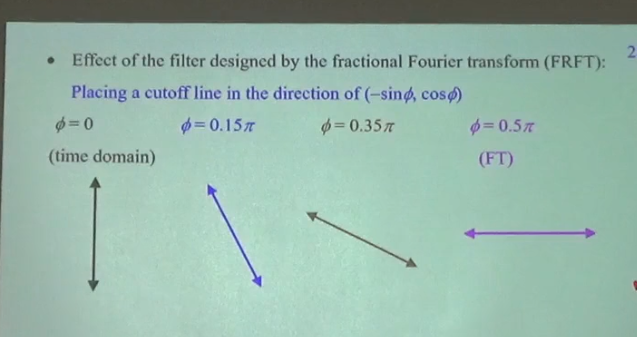 • Effect of the filter designed by the fractional Fourier transform (FRFT):
2
Placing a cutoff line in the direction of (−sinϕ, cosϕ)
ϕ = 0 ϕ = 0.15π ϕ = 0.35π ϕ = 0.5π
(time domain) (FT)